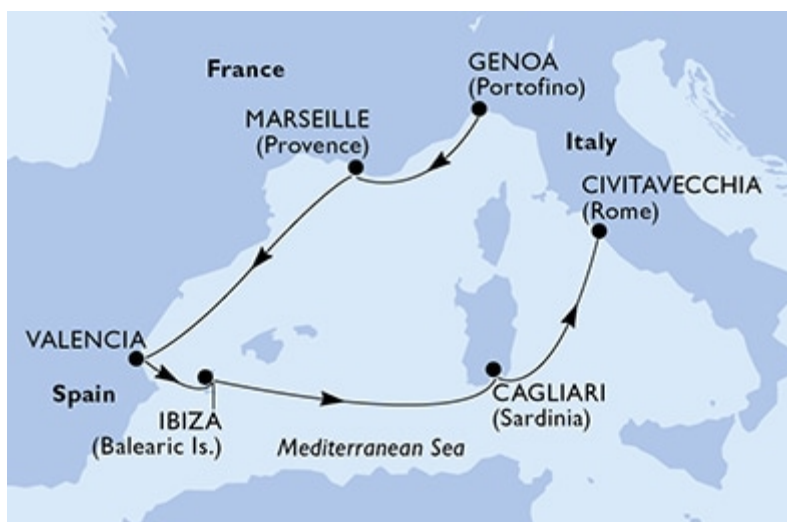 France
GENOA
(Portofino)
MARSEILLE
(Provence)
Italy
CIVITAVECCHIA
(Rome)
VALENCIA
Spain
IBIZA
(Balearic Is.)
CAGLIARI
(Sardinia)
Mediterranean Sea